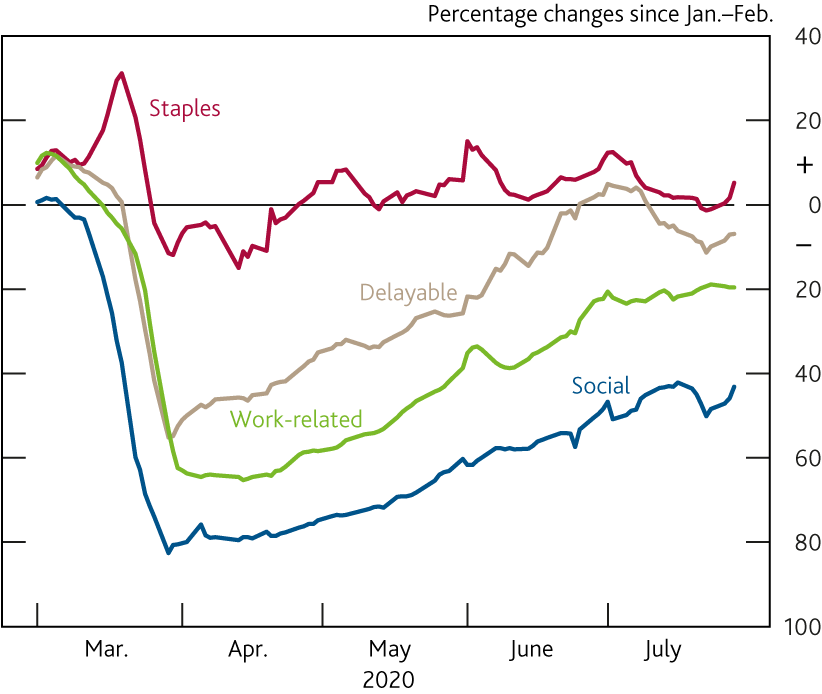 Percentage changes since Jan.–Feb.
40
20
+
0
–
20
40
60
80
100
Staples
Delayable
Work-related
Social
Mar.
Apr.
May
June
July
2020